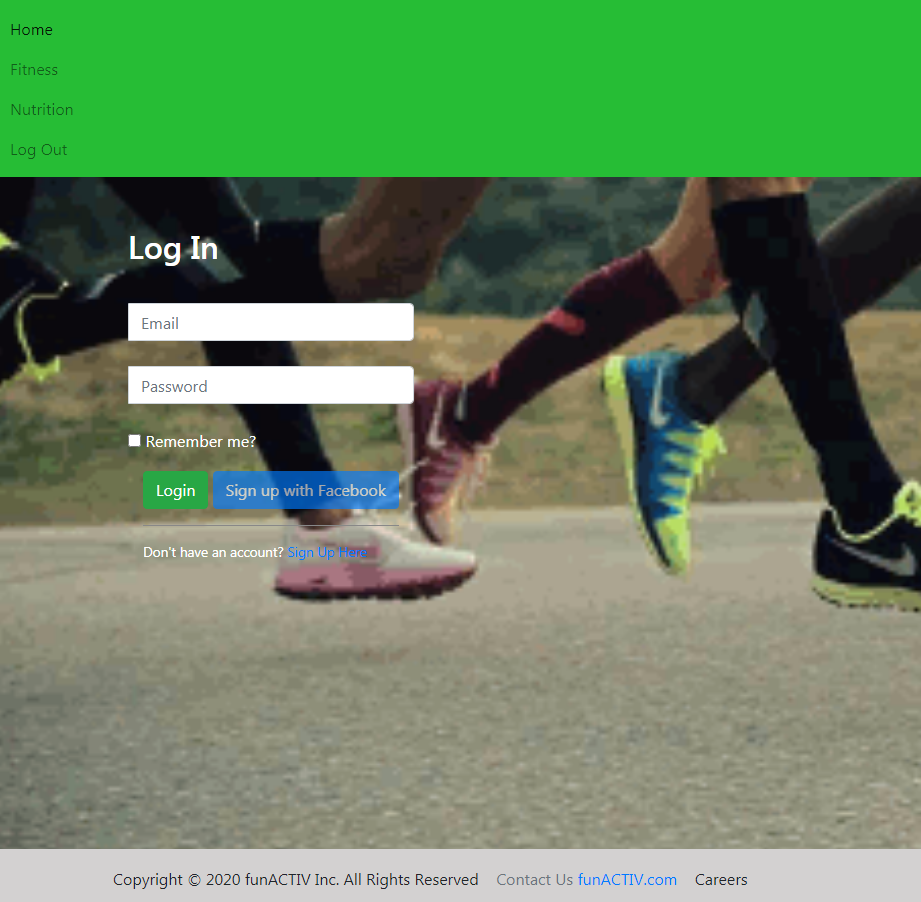 Home
Fitness
Nutrition
Log Out
Log In
Email
Password
Remember me?
Login Sign up with Facebook
Don't have an account? Sign Up Here
Copyright © 2020 funACTIV Inc. All Rights Reserved Contact Us funACTIV.com Careers